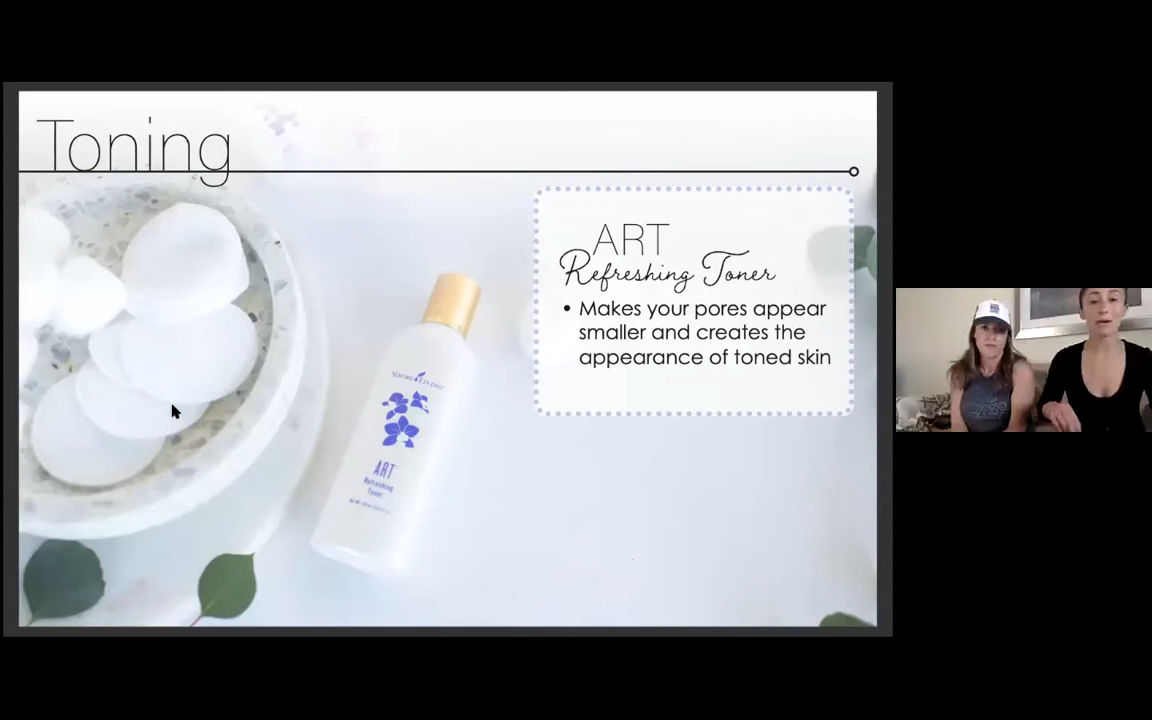 Toning
ART
Refreshing Toner
• Makes your pores appear
smaller and creates the
appearance of toned skin
YOUNG LIVING
ART
Refreshing
Toner